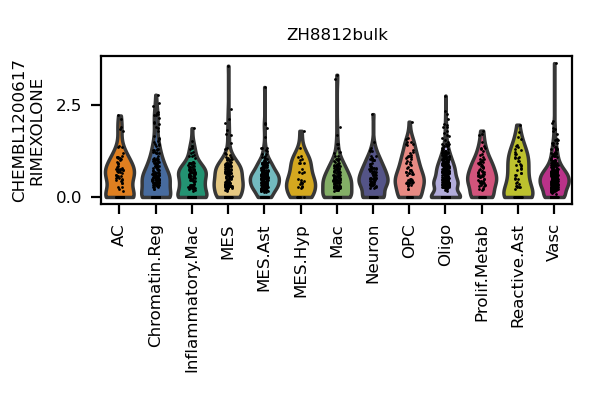 ZH8812bulk
CHEMBL1200617
RIMEXOLONE
2.5
0.0
AC
Chromatin.Reg
Inflammatory.Mac
MES
MES.Ast
MES.Hyp
Mac
Neuron
OPC
Oligo
Prolif.Metab
Reactive.Ast
Vasc